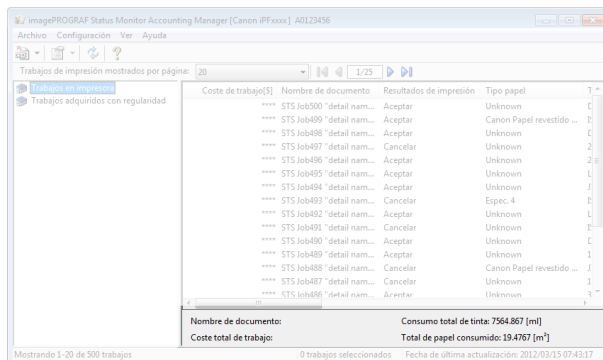 imagePROGRAF Status Monitor Accounting Manager [Canon iPFxxxx] A0123456
Archivo Configuración Ver Ayuda
Trabajos de impresión mostrados por página: 20 1/25
Trabajos en impresora
Trabajos adquiridos con regularidad
Coste de trabajo[$] Nombre de documento Resultados de impresión Tipo papel T
**** STS Job500 "detail nam... Aceptar Unknown
**** STS Job499 "detail nam... Aceptar Canon Papel revestido ...
**** STS Job498 "detail nam... Aceptar Unknown
**** STS Job497 "detail nam... Cancelar Unknown 2
**** STS Job496 "detail nam... Aceptar Unknown 2
**** STS Job495 "detail nam... Aceptar Unknown
**** STS Job494 "detail nam... Aceptar Unknown
**** STS Job493 "detail nam... Cancelar Espec. 4
**** STS Job492 "detail nam... Aceptar Unknown
**** STS Job491 "detail nam... Cancelar Unknown
**** STS Job490 "detail nam... Aceptar Unknown
**** STS Job489 "detail nam... Aceptar Unknown 1
**** STS Job488 "detail nam... Cancelar Canon Papel revestido ...
**** STS Job487 "detail nam... Cancelar Unknown 1
**** STS Job486 "detail nam... Aceptar Unknown 3
Nombre de documento: Consumo total de tinta: 7564.867 [ml]
Coste total de trabajo: Total de papel consumido: 19.4767 [m²]
Mostrando 1-20 de 500 trabajos 0 trabajos seleccionados Fecha de última actualización: 2012/03/15 07:43:17